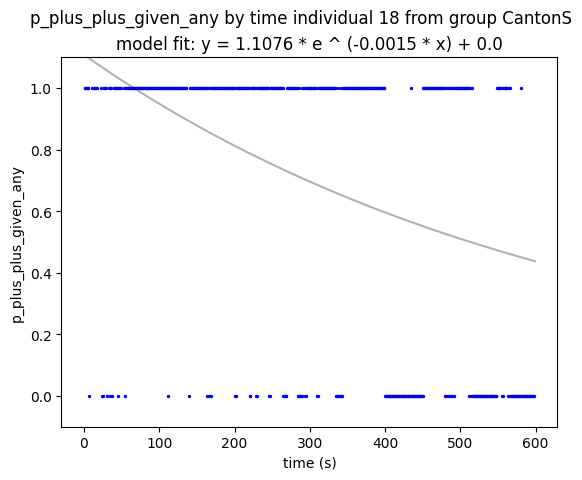 p_plus_plus_given_any by time individual 18 from group CantonS
model fit: y = 1.1076 * e ^ (-0.0015 * x) + 0.0
1.0
0.8
0.6
0.4
0.2
0.0
p_plus_plus_given_any
0 100 200 300 400 500 600
time (s)